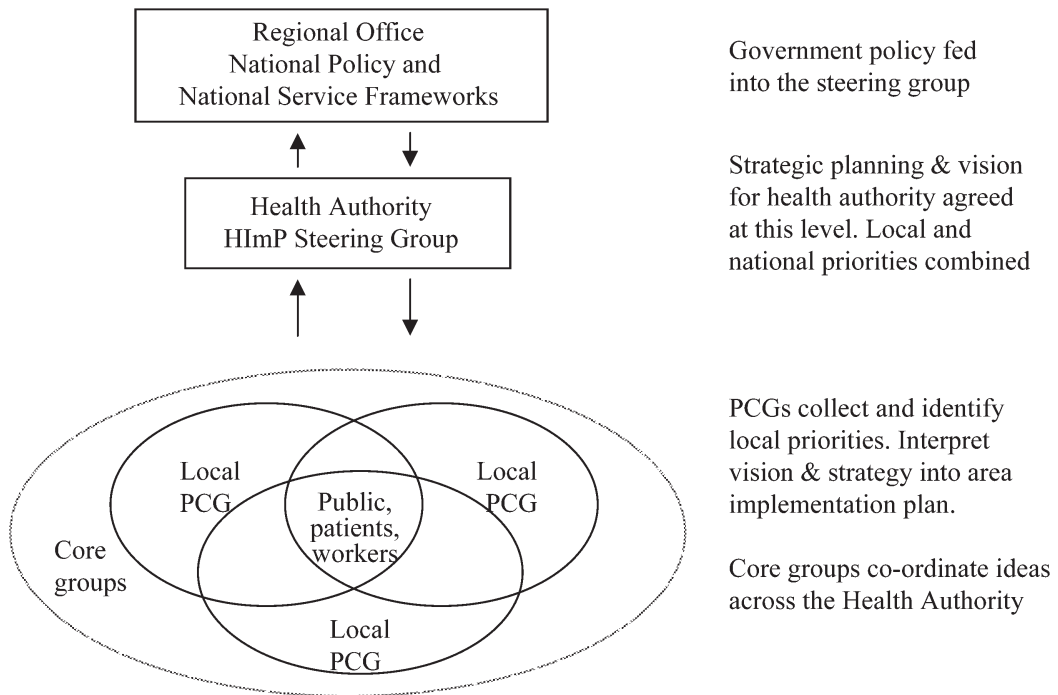 Regional Office
National Policy and
National Service Frameworks
Government policy fed
into the steering group
Health Authority
HImP Steering Group
Strategic planning & vision
for health authority agreed
at this level. Local and
national priorities combined
Local
PCG
Local
PCG
Public,
patients,
workers
Core
groups
Local
PCG
PCGs collect and identify
local priorities. Interpret
vision & strategy into area
implementation plan.
Core groups co-ordinate ideas
across the Health Authority